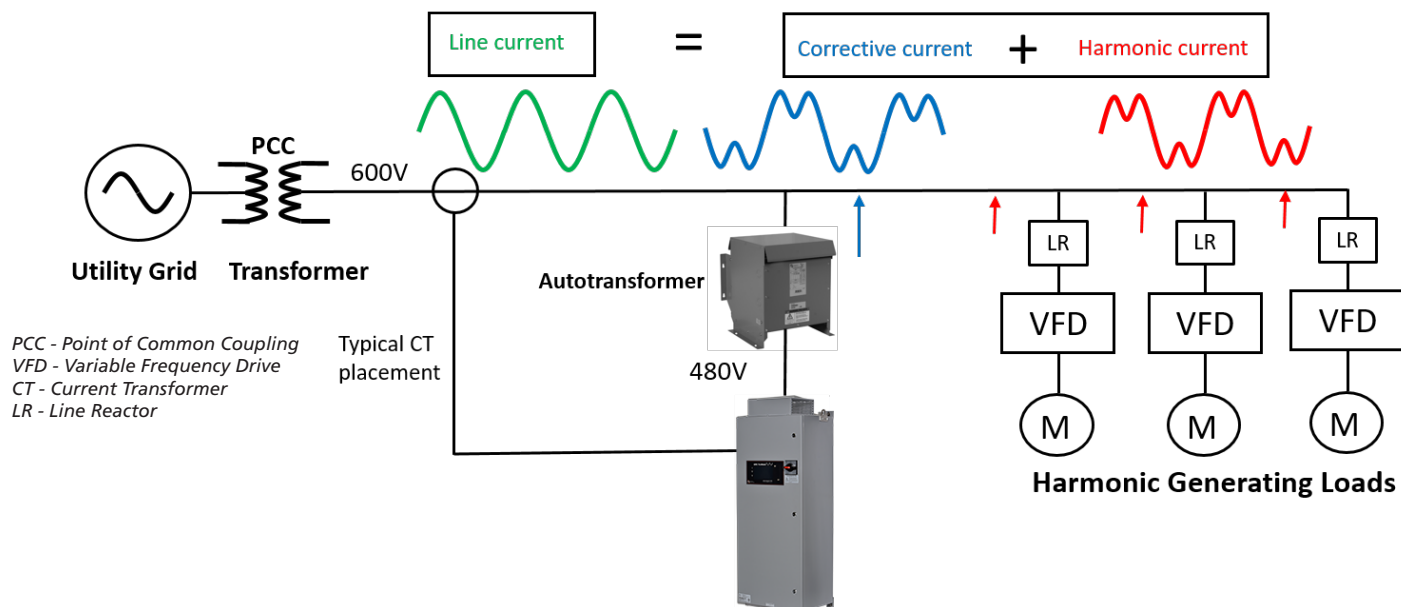 Line current
=
Corrective current
+
Harmonic current
PCC
600V
Utility Grid
Transformer
Autotransformer
LR
LR
LR
VFD
VFD
VFD
PCC - Point of Common Coupling
VFD - Variable Frequency Drive
CT - Current Transformer
LR - Line Reactor
Typical CT
placement
480V
M
M
M
Harmonic Generating Loads